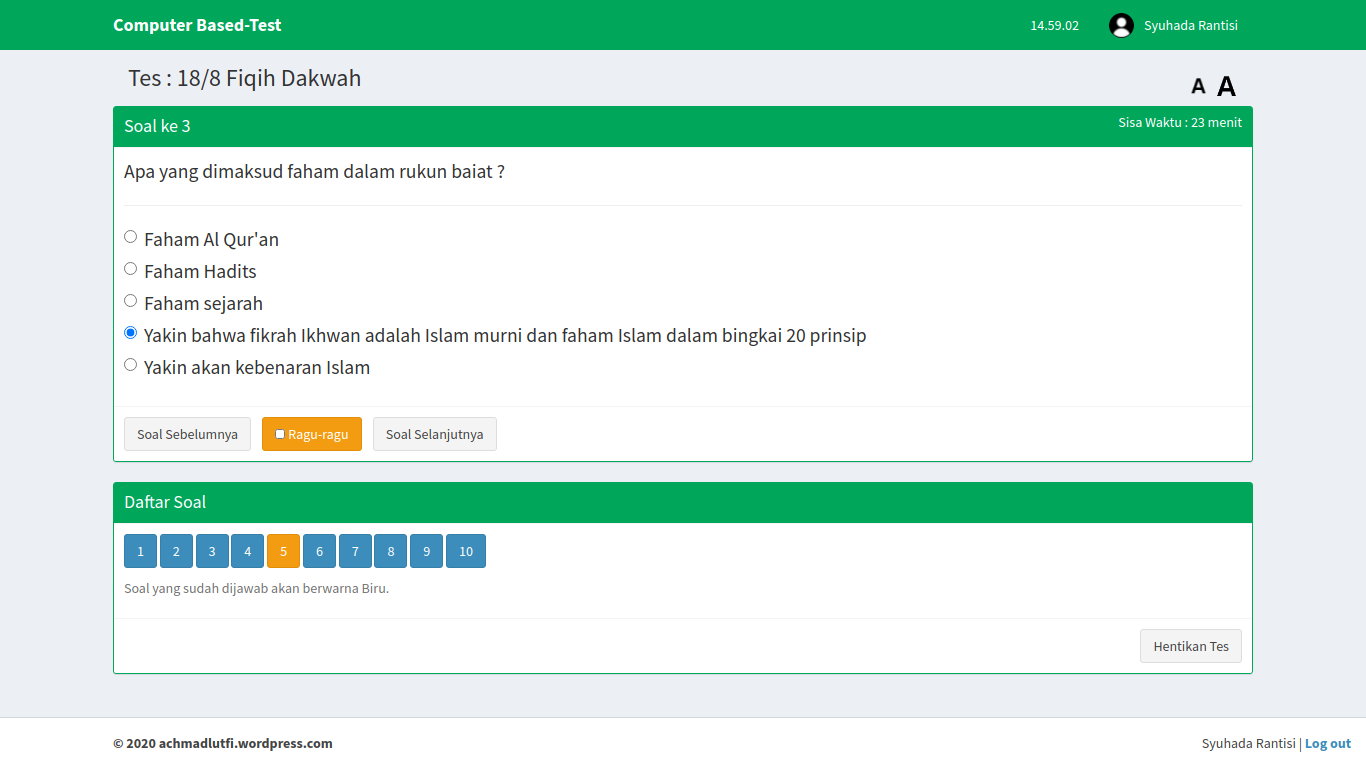 Computer Based-Test
14.59.02
Syuhada Rantisi
Tes : 18/8 Fiqih Dakwah
A A
Soal ke 3
Sisa Waktu : 23 menit
Apa yang dimaksud faham dalam rukun baiat ?
Faham Al Qur'an
Faham Hadits
Faham sejarah
Yakin bahwa fikrah Ikhwan adalah Islam murni dan faham Islam dalam bingkai 20 prinsip
Yakin akan kebenaran Islam
Soal Sebelumnya
Ragu-ragu
Soal Selanjutnya
Daftar Soal
1 2 3 4 5 6 7 8 9 10
Soal yang sudah dijawab akan berwarna Biru.
Hentikan Tes
© 2020 achmadlutfi.wordpress.com
Syuhada Rantisi | Log out